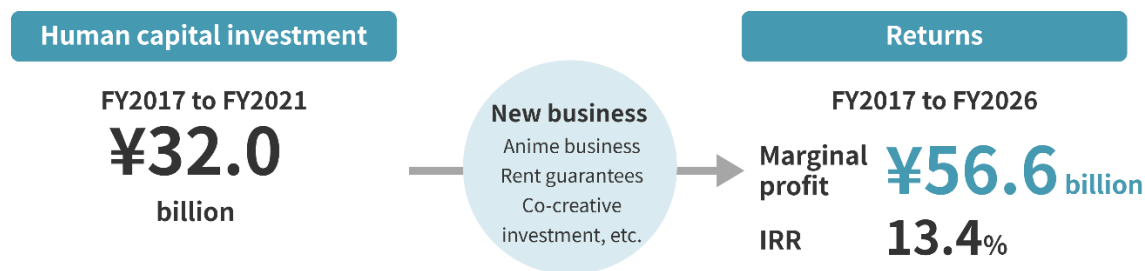 Human capital investment
FY2017 to FY2021
¥32.0
billion
New business
Anime business
Rent guarantees
Co-creative
investment, etc.
Returns
FY2017 to FY2026
Marginal
profit
¥56.6 billion
IRR
13.4%